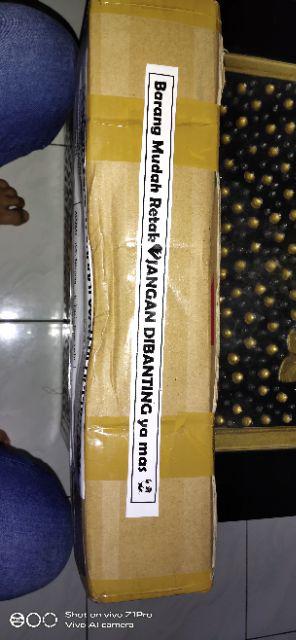 Barang Mudah Retak JANGAN DIBANTING ya mas
Shot on vivo Z1Pro
Vivo AI camera